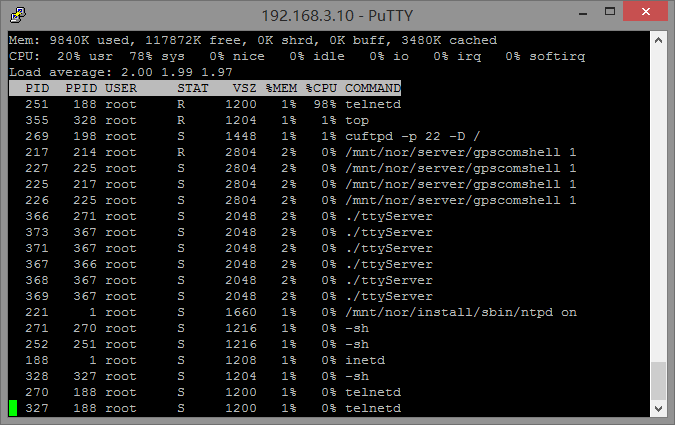 192.168.3.10 - PuTTY
Mem: 9840K used, 117872K free, 0K shrd, 0K buff, 3480K cached
CPU:  20% usr  78% sys   0% nice   0% idle   0% io   0% irq   0% softirq
Load average: 2.00 1.99 1.97
  PID  PPID USER     STAT   VSZ %MEM %CPU COMMAND
  251   188 root     R     1200   1%  98% telnetd
  355   328 root     R     1204   1%   1% top
  269   198 root     S     1448   1%   1% cuftpd -p 22 -D /
  217   214 root     R     2804   2%   0% /mnt/nor/server/gpscomshell 1
  227   225 root     S     2804   2%   0% /mnt/nor/server/gpscomshell 1
  225   217 root     S     2804   2%   0% /mnt/nor/server/gpscomshell 1
  226   225 root     S     2804   2%   0% /mnt/nor/server/gpscomshell 1
  366   271 root     S     2048   2%   0% ./ttyServer
  373   367 root     S     2048   2%   0% ./ttyServer
  371   367 root     S     2048   2%   0% ./ttyServer
  367   366 root     S     2048   2%   0% ./ttyServer
  368   367 root     S     2048   2%   0% ./ttyServer
  369   367 root     S     2048   2%   0% ./ttyServer
  221     1 root     S     1660   1%   0% /mnt/nor/install/sbin/ntpd on
  271   270 root     S     1216   1%   0% -sh
  252   251 root     S     1216   1%   0% -sh
  188     1 root     S     1208   1%   0% inetd
  328   327 root     S     1204   1%   0% -sh
  270   188 root     S     1200   1%   0% telnetd
  327   188 root     S     1200   1%   0% telnetd